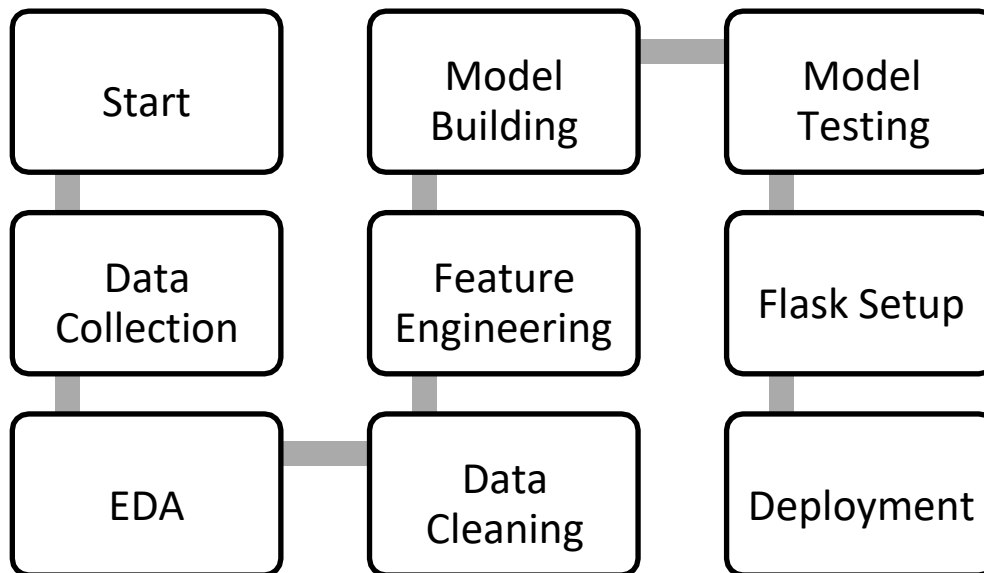 Start
Data
Collection
EDA
Data
Cleaning
Feature
Engineering
Model
Building
Model
Testing
Flask Setup
Deployment